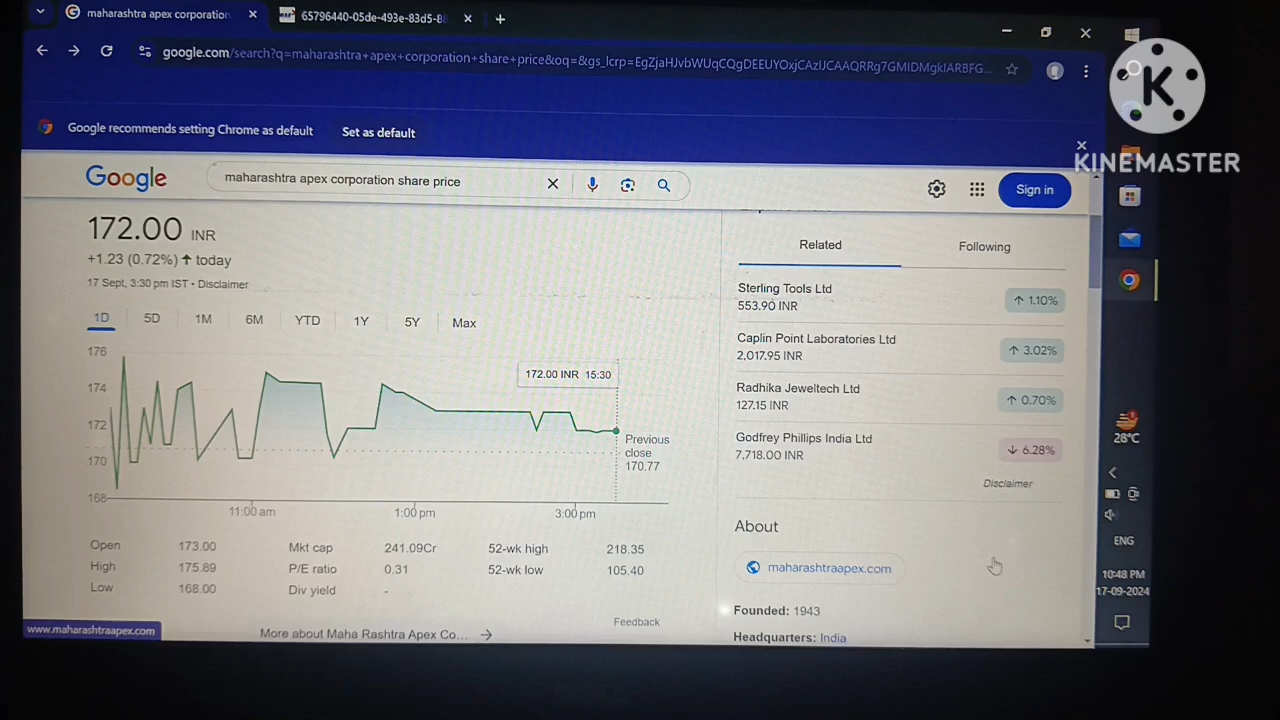 maharashtra apex corporation
65796440-05de-493e-83d5-8
google.com/search?q=maharashtra+apex+corporation+share+price&oq=&gs_lcrp=EgZjaHJvbWUqCQgDEEUYOxjCAzIJCAAQRRg7GMIDMgkIARBFG...
Google recommends setting Chrome as default
Set as default
KINEMASTER
Google
maharashtra apex corporation share price
Sign in
172.00 INR
+1.23 (0.72%) ↑ today
17 Sept, 3:30 pm IST • Disclaimer
1D 5D 1M 6M YTD 1Y 5Y Max
176
174
172
170
168
172.00 INR 15:30
Previous
close
170.77
11:00 am 1:00 pm 3:00 pm
Open 173.00 Mkt cap 241.09Cr 52-wk high 218.35
High 175.89 P/E ratio 0.31 52-wk low 105.40
Low 168.00 Div yield -
Feedback
More about Maha Rashtra Apex Co... →
www.maharashtraapex.com
Related Following
Sterling Tools Ltd
553.90 INR
↑ 1.10%
Caplin Point Laboratories Ltd
2,017.95 INR
↑ 3.02%
Radhika Jeweltech Ltd
127.15 INR
↑ 0.70%
Godfrey Phillips India Ltd
7,718.00 INR
↓ 6.28%
Disclaimer
About
maharashtraapex.com
Founded: 1943
Headquarters: India
K
28°C
ENG
10:48 PM
17-09-2024